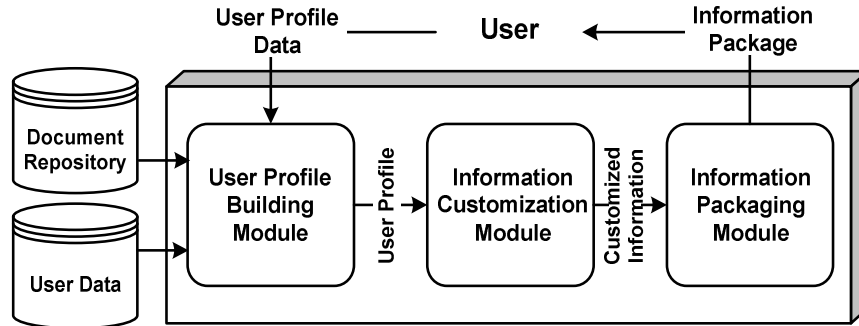 User Profile
Data
User
Information
Package
Document
Repository
User Data
User Profile
Building
Module
User Profile
Information
Customization
Module
Customized
Information
Information
Packaging
Module